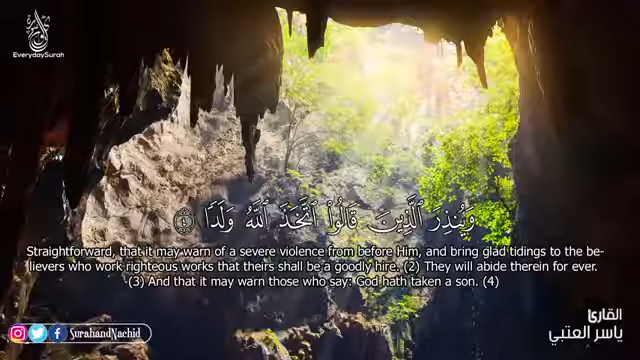 EverydaySurah
وَيُنذِرَ ٱلَّذِينَ قَالُوا۟ ٱتَّخَذَ ٱللَّهُ وَلَدًا ٤
Straightforward, that it may warn of a severe violence from before Him, and bring glad tidings to the be-
lievers who work righteous works that theirs shall be a goodly hire. (2) They will abide therein for ever.
(3) And that it may warn those who say: God hath taken a son. (4)
SurahandNachid
القارئ
ياسر العتبي